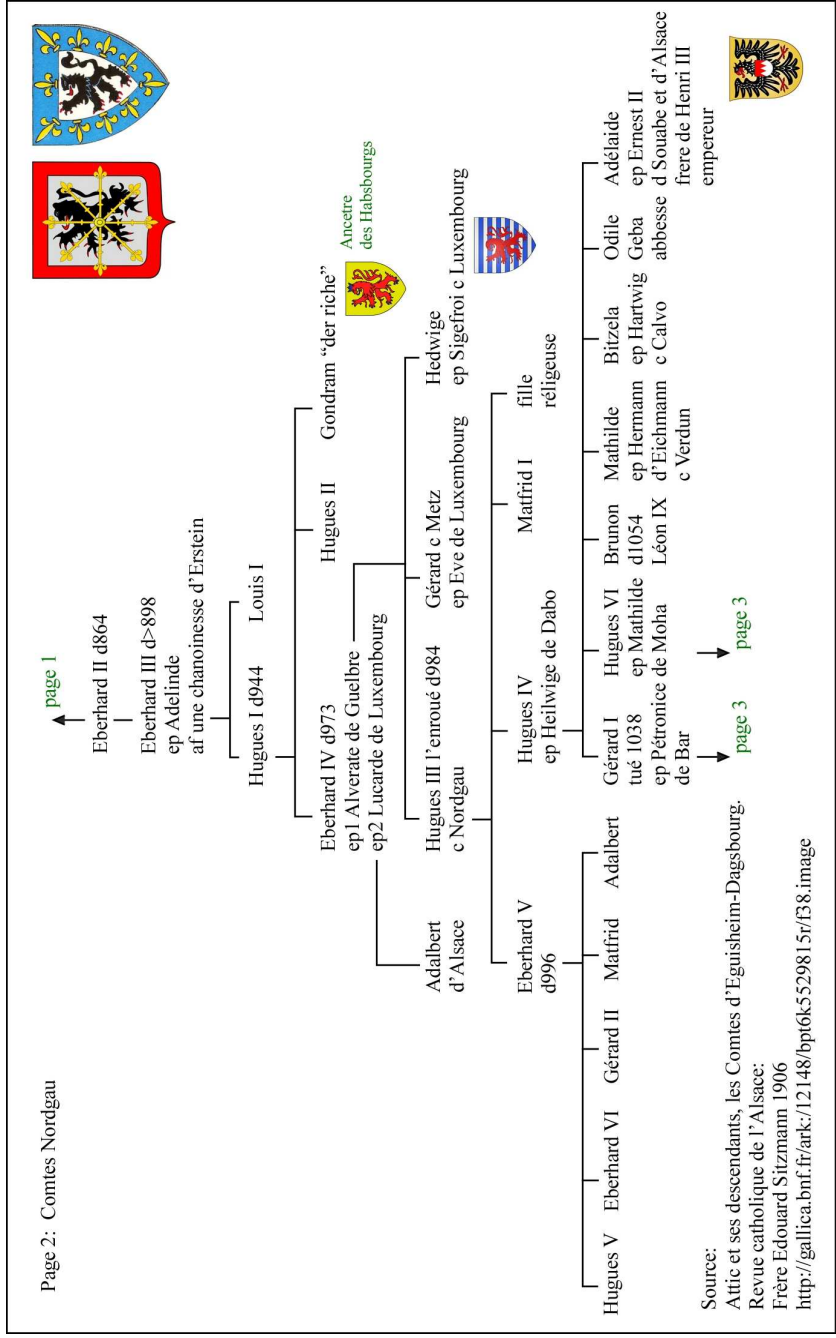 Page 2: Comtes Nordgau
page 1
Eberhard II d864
Eberhard III d>898
ep Adelinde
af une chanoinesse d'Erstein
Hugues I d944
Louis I
Eberhard IV d973
ep1 Alverate de Guelbre
ep2 Lucarde de Luxembourg
Hugues II
Gondram “der riche”
Ancetre
des Habsbourgs
Adalbert
d'Alsace
Hugues III l'enroué d984
c Nordgau
Gérard c Metz
ep Eve de Luxembourg
Hedwige
ep Sigefroi c Luxembourg
Eberhard V
d996
Hugues IV
ep Heilwige de Dabo
Matfrid I
fille
réligeuse
Hugues V
Eberhard VI
Gérard II
Matfrid
Adalbert
Gérard I
tué 1038
ep Pétronice de Moha
de Bar
Hugues VI
ep Mathilde
Brunon
d1054
Léon IX
Mathilde
ep Hermann
d'Eichmann
c Verdun
Bitzela
ep Hartwig
c Calvo
Odile
Geba
abbesse
Adélaide
ep Ernest II
d Souabe et d'Alsace
frere de Henri III
empereur
page 3
page 3
Source:
Attic et ses descendants, les Comtes d'Eguisheim-Dagsbourg.
Revue catholique de l'Alsace:
Frère Edouard Sitzmann 1906
http://gallica.bnf.fr/ark:/12148/bpt6k5529815r/f38.image